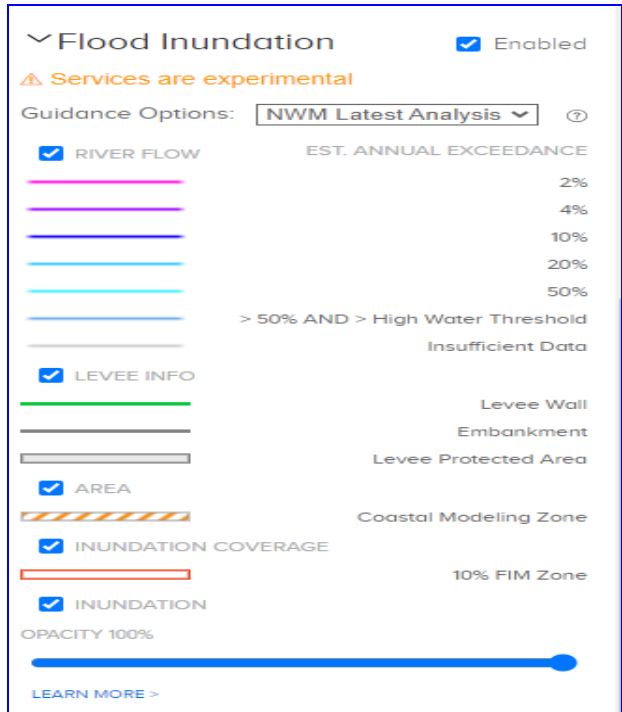 Flood Inundation Enabled
⚠ Services are experimental
Guidance Options: NWM Latest Analysis ?
RIVER FLOW EST. ANNUAL EXCEEDANCE
2%
4%
10%
20%
50%
> 50% AND > High Water Threshold
Insufficient Data
LEVEE INFO
Levee Wall
Embankment
Levee Protected Area
AREA
Coastal Modeling Zone
INUNDATION COVERAGE
10% FIM Zone
INUNDATION
OPACITY 100%
LEARN MORE >